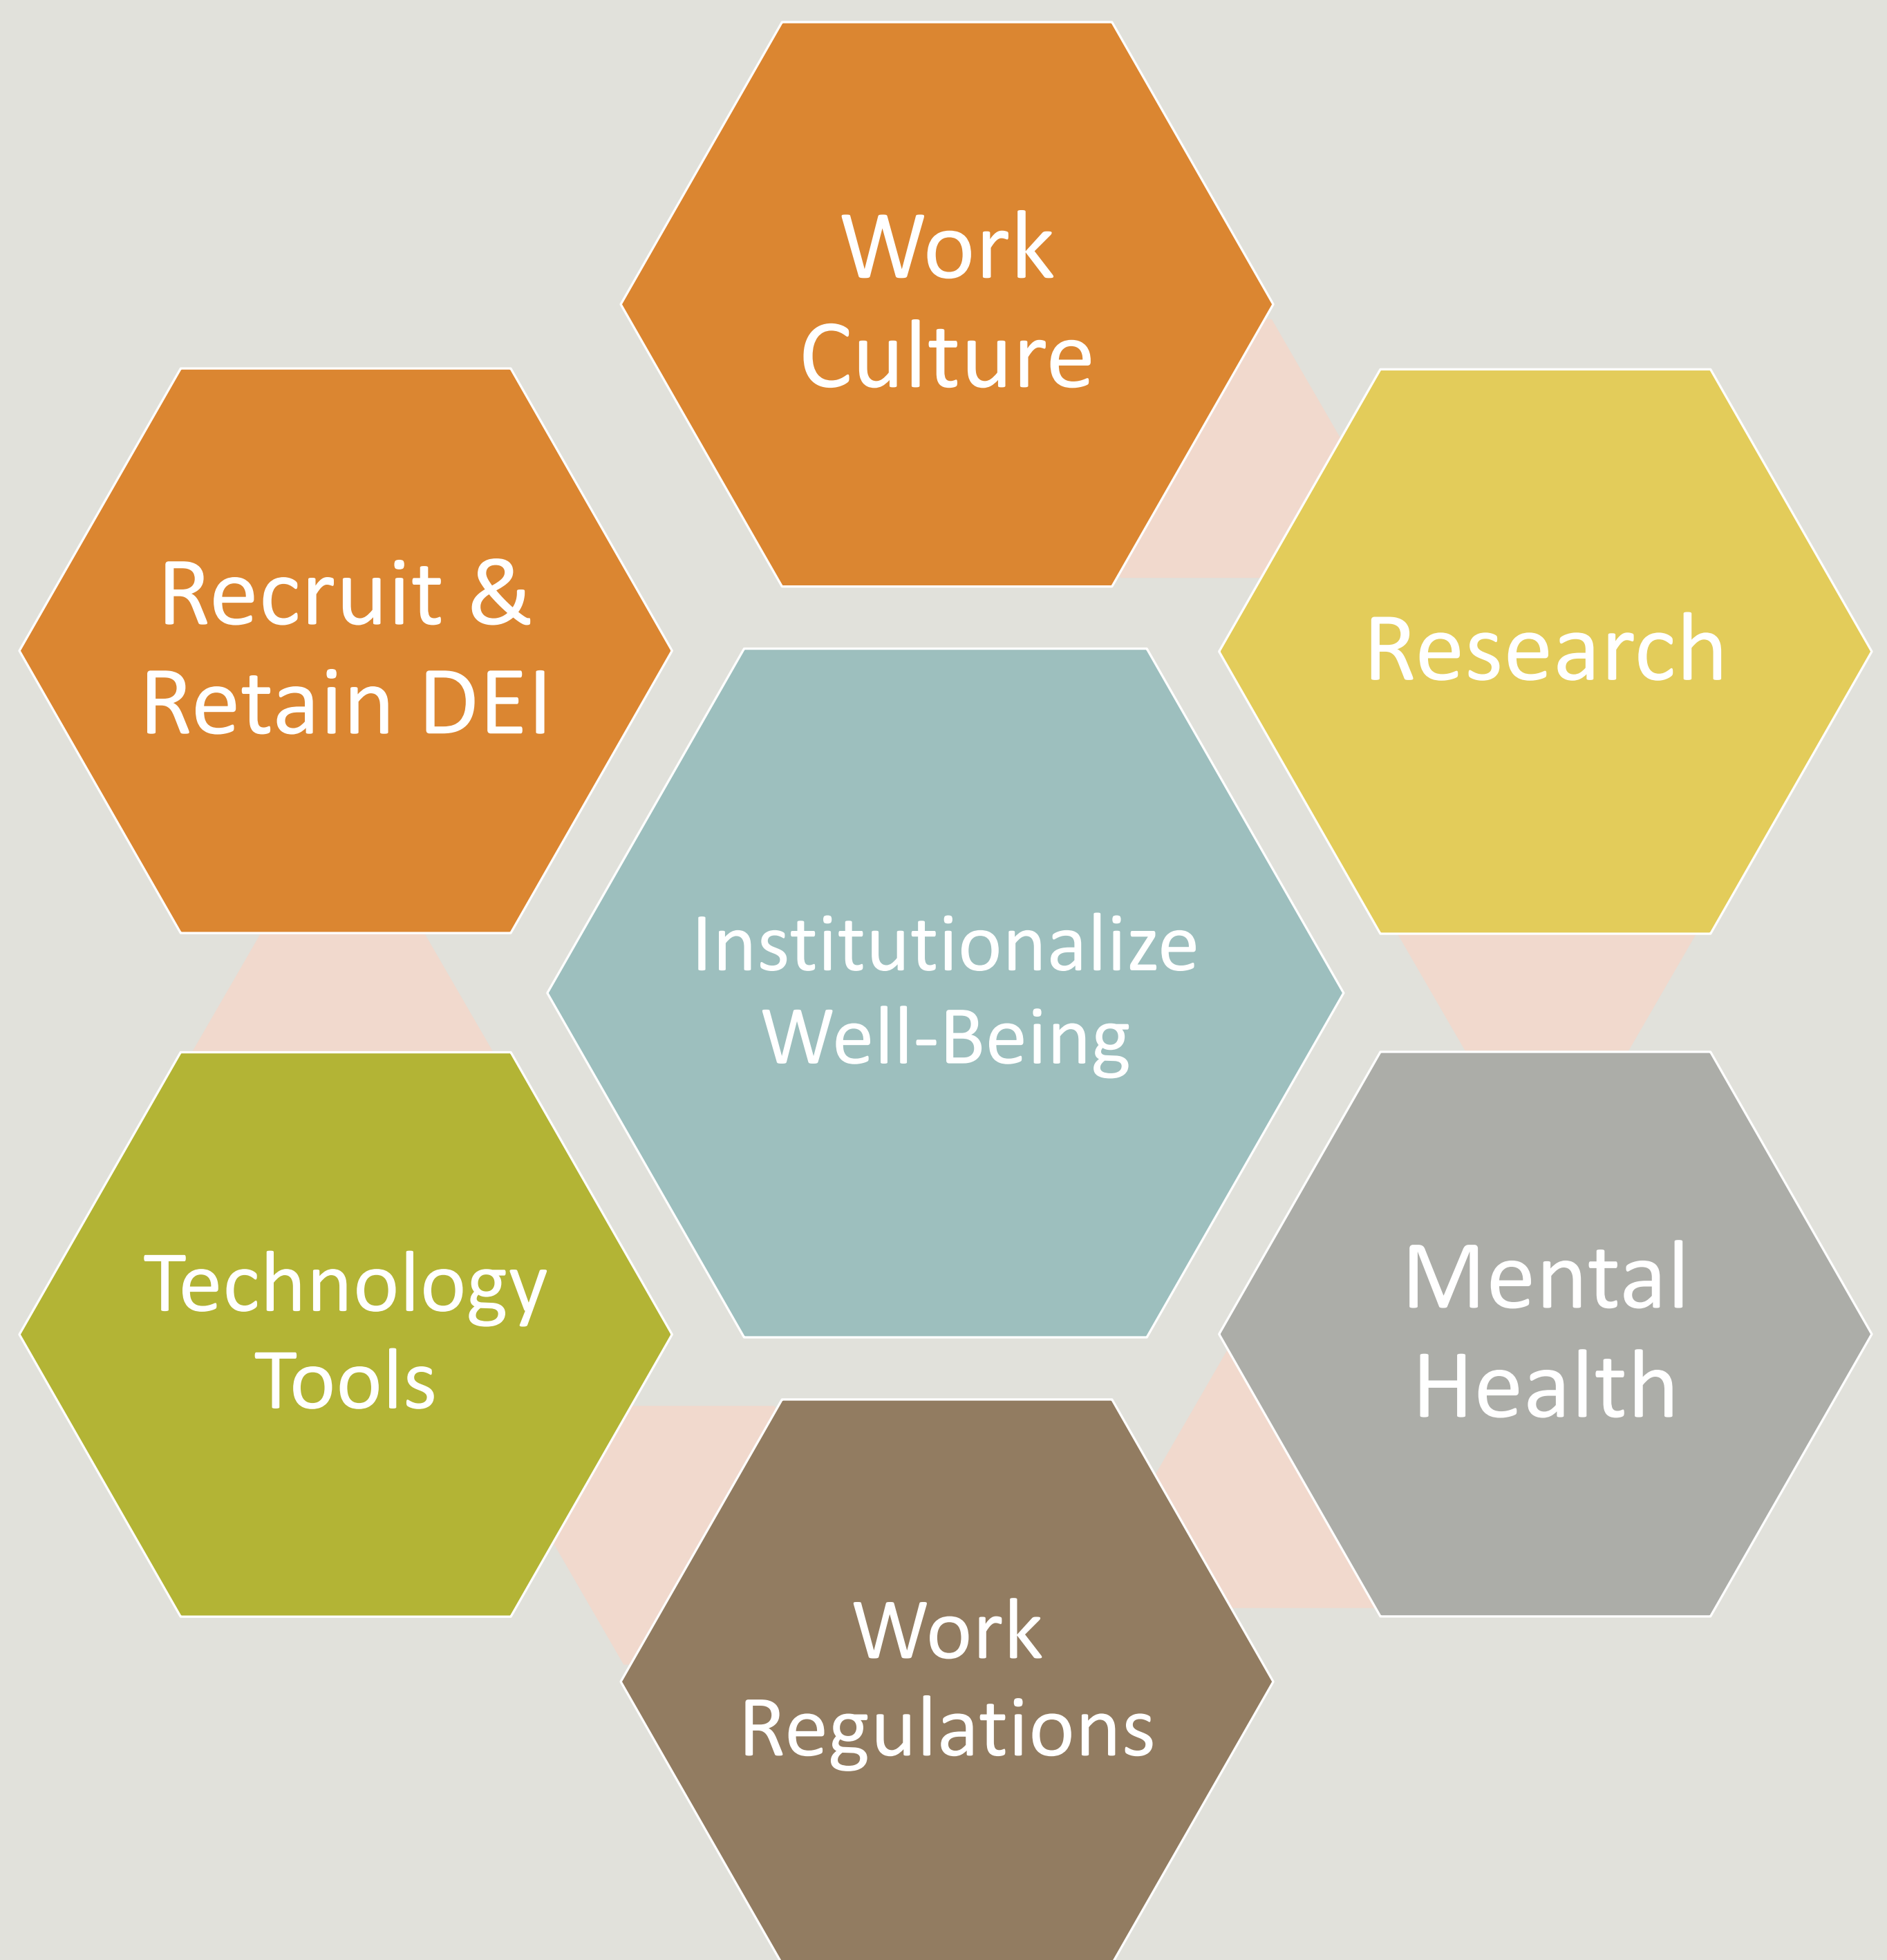 Work
Culture
Recruit &
Retain DEI
Research
Institutionalize
Well-Being
Technology
Tools
Mental
Health
Work
Regulations